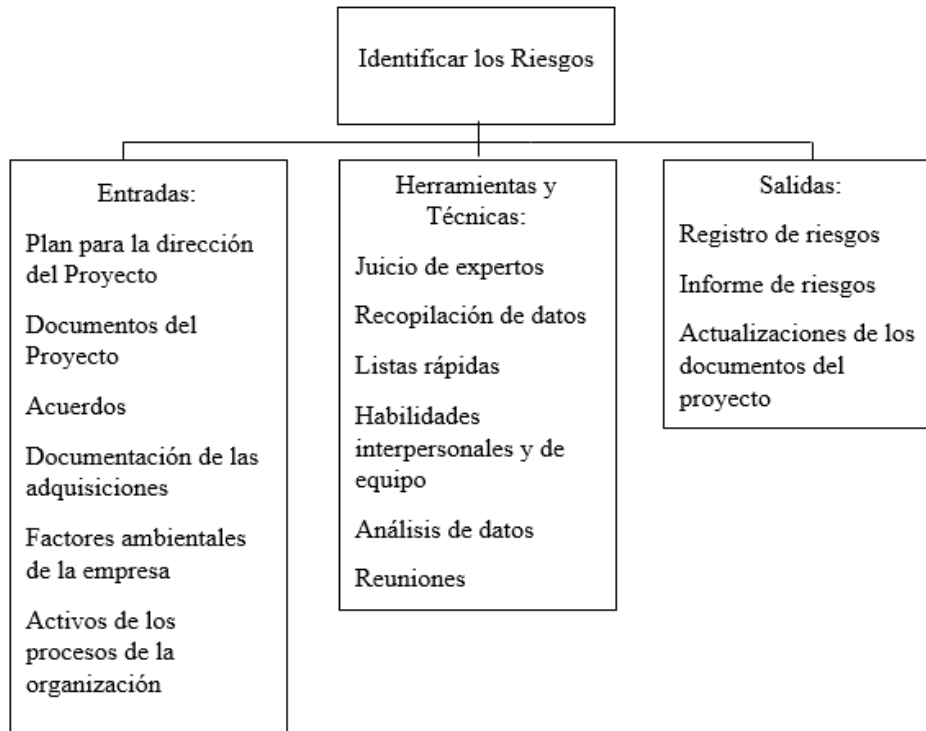 Identificar los Riesgos
Entradas:
Plan para la dirección
del Proyecto
Documentos del
Proyecto
Acuerdos
Documentación de las
adquisiciones
Factores ambientales
de la empresa
Activos de los
procesos de la
organización
Herramientas y
Técnicas:
Juicio de expertos
Recopilación de datos
Listas rápidas
Habilidades
interpersonales y de
equipo
Análisis de datos
Reuniones
Salidas:
Registro de riesgos
Informe de riesgos
Actualizaciones de los
documentos del
proyecto